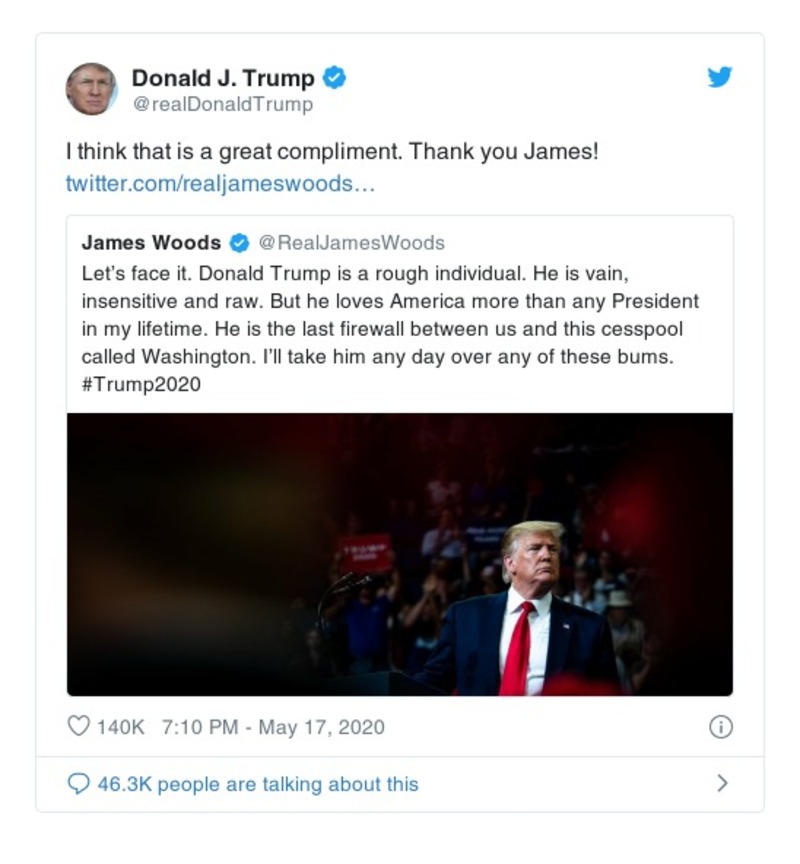 Donald J. Trump
@realDonaldTrump
I think that is a great compliment. Thank you James!
twitter.com/realjameswoods…
James Woods @RealJamesWoods
Let’s face it. Donald Trump is a rough individual. He is vain,
insensitive and raw. But he loves America more than any President
in my lifetime. He is the last firewall between us and this cesspool
called Washington. I’ll take him any day over any of these bums.
#Trump2020
TRUMP
140K 7:10 PM - May 17, 2020
46.3K people are talking about this